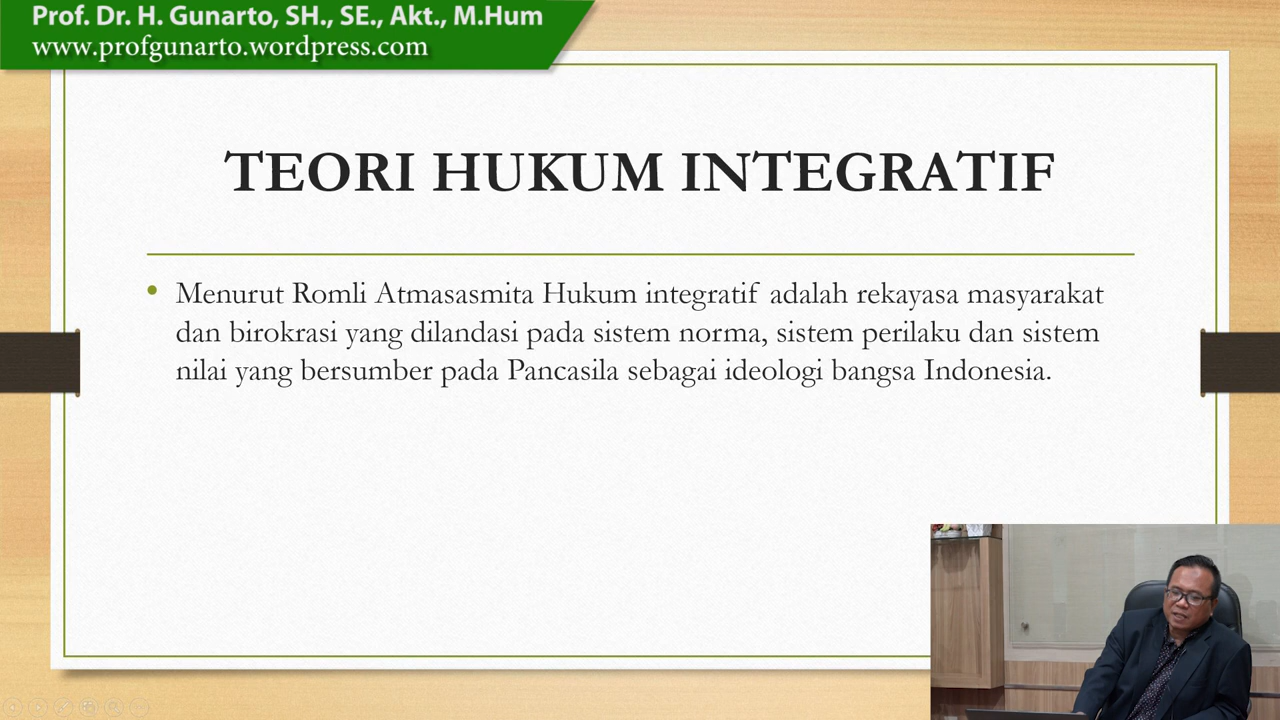 Prof. Dr. H. Gunarto, SH., SE., Akt., M.Hum
www.profgunarto.wordpress.com
TEORI HUKUM INTEGRATIF
• Menurut Romli Atmasasmita Hukum integratif adalah rekayasa masyarakat
dan birokrasi yang dilandasi pada sistem norma, sistem perilaku dan sistem
nilai yang bersumber pada Pancasila sebagai ideologi bangsa Indonesia.